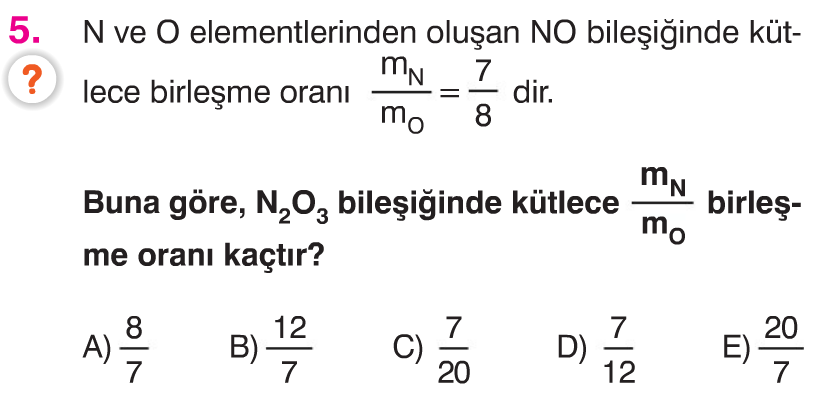 5. N ve O elementlerinden oluşan NO bileşiğinde küt-
? lece birleşme oranı m_N/m_O = 7/8 dir.
Buna göre, N₂O₃ bileşiğinde kütlece m_N/m_O birleş-
me oranı kaçtır?
A) 8/7 B) 12/7 C) 7/20 D) 7/12 E) 20/7